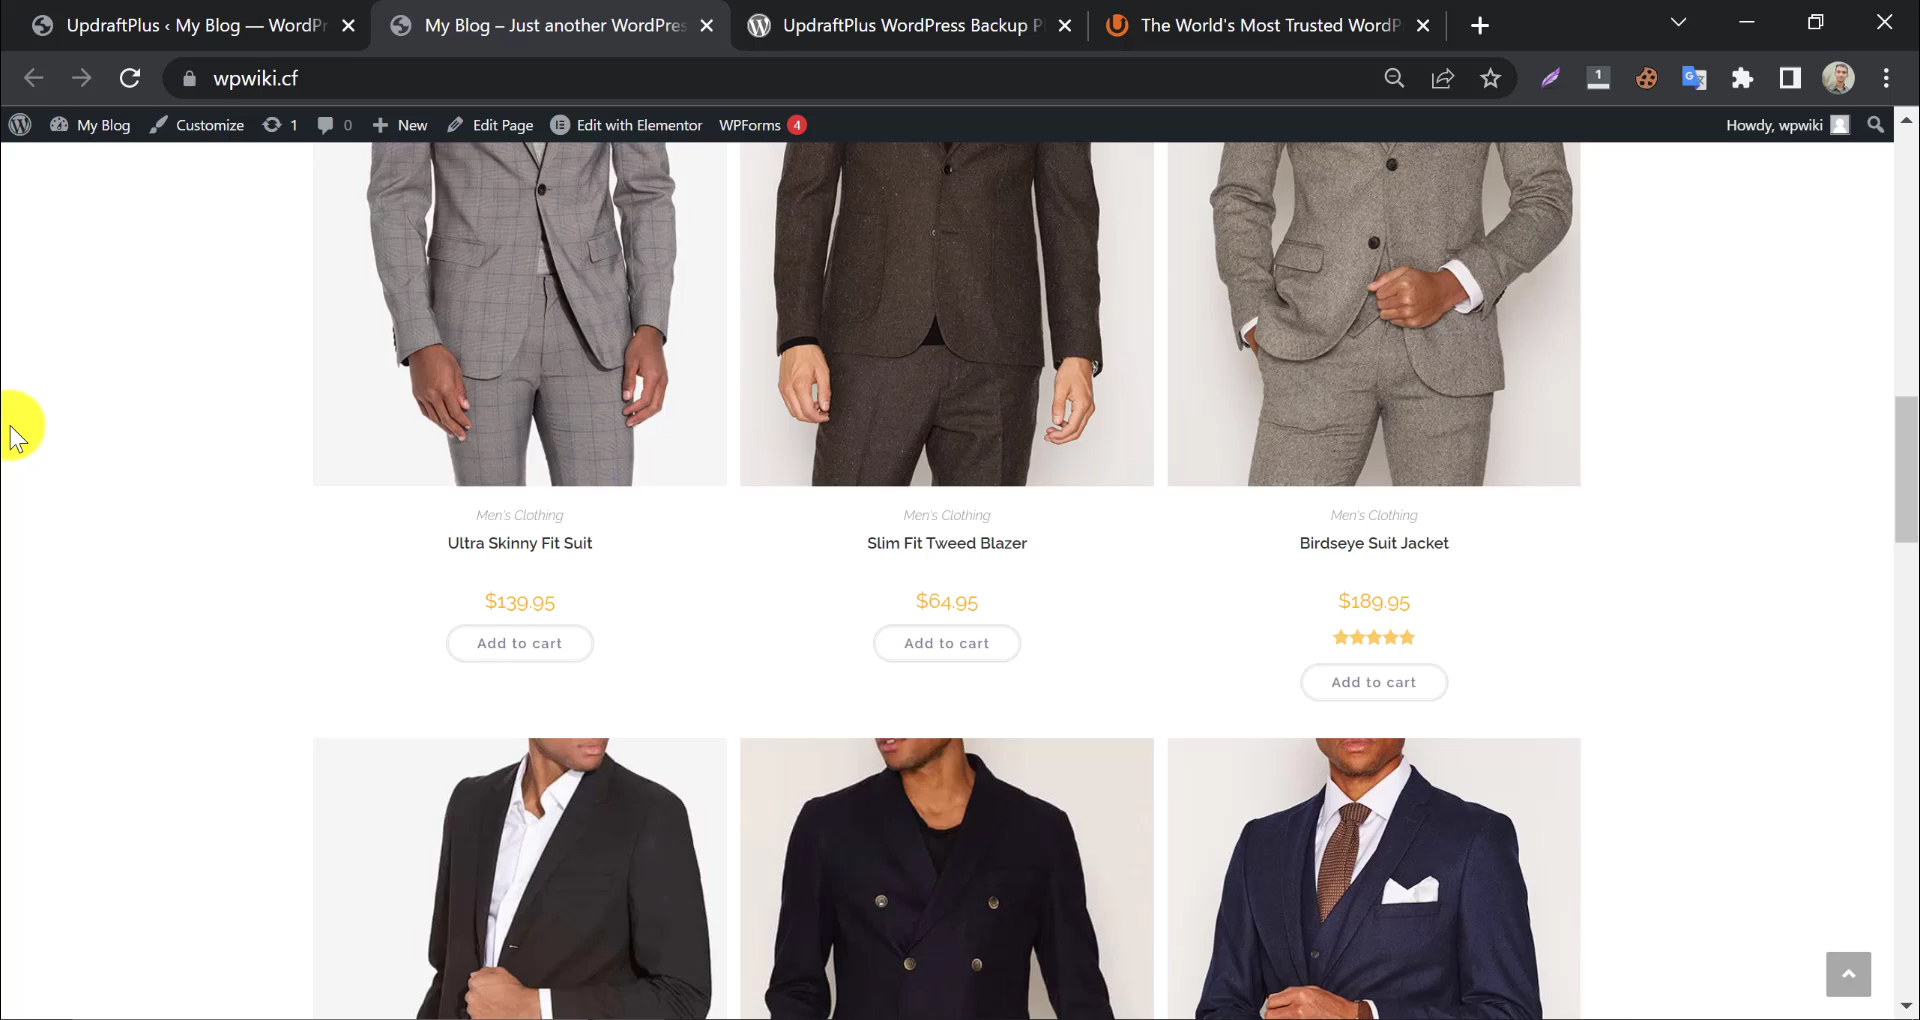 UpdraftPlus ‹ My Blog — WordPr
My Blog – Just another WordPres
UpdraftPlus WordPress Backup P
The World's Most Trusted WordP
wpwiki.cf
1
My Blog
Customize
1
0
New
Edit Page
Edit with Elementor
WPForms 4
Howdy, wpwiki
Men's Clothing
Ultra Skinny Fit Suit
$139.95
Add to cart
Men's Clothing
Slim Fit Tweed Blazer
$64.95
Add to cart
Men's Clothing
Birdseye Suit Jacket
$189.95
Add to cart